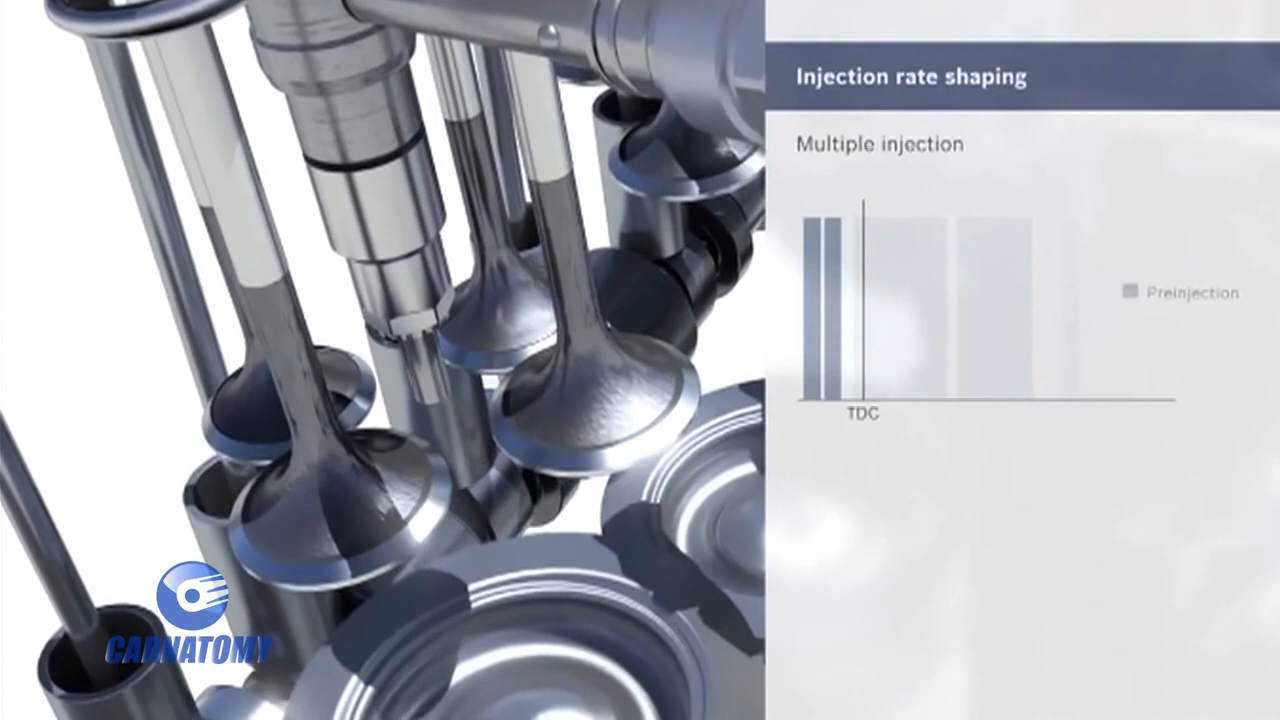 Injection rate shaping
Multiple injection
Preinjection
TDC
CARNATOMY